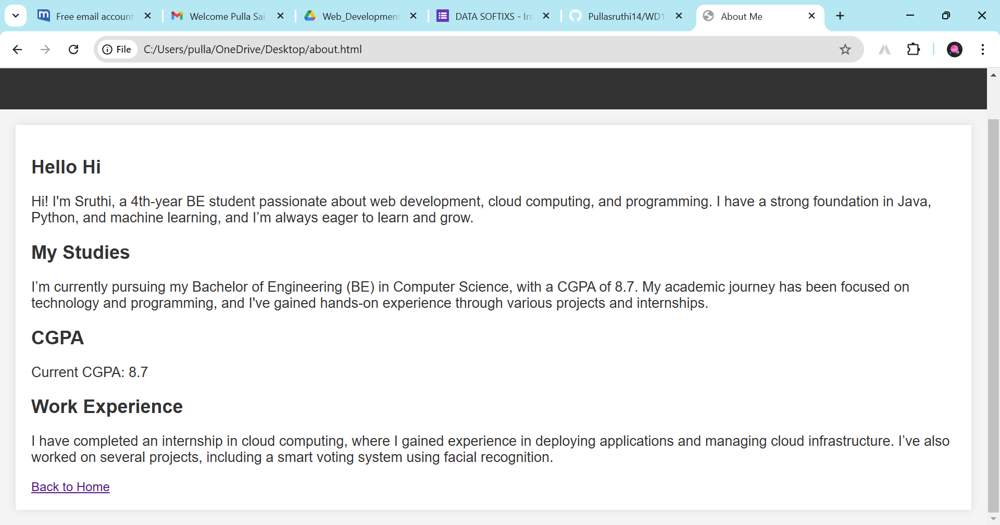 Free email account
Welcome Pulla Sai
Web_Development
DATA SOFTIXS - In
Pullasruthi14/WD1
About Me
File
C:/Users/pulla/OneDrive/Desktop/about.html
Hello Hi
Hi! I'm Sruthi, a 4th-year BE student passionate about web development, cloud computing, and programming. I have a strong foundation in Java,
Python, and machine learning, and I’m always eager to learn and grow.
My Studies
I’m currently pursuing my Bachelor of Engineering (BE) in Computer Science, with a CGPA of 8.7. My academic journey has been focused on
technology and programming, and I've gained hands-on experience through various projects and internships.
CGPA
Current CGPA: 8.7
Work Experience
I have completed an internship in cloud computing, where I gained experience in deploying applications and managing cloud infrastructure. I’ve also
worked on several projects, including a smart voting system using facial recognition.
Back to Home